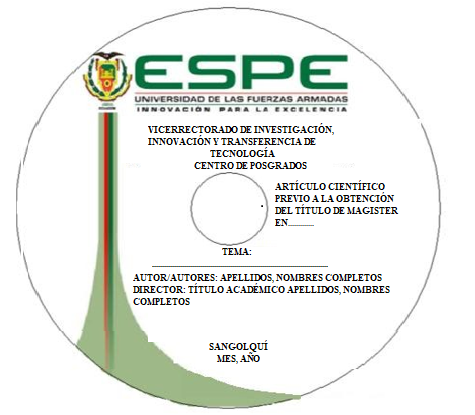 ESPE
UNIVERSIDAD DE LAS FUERZAS ARMADAS
INNOVACIÓN PARA LA EXCELENCIA
VICERRECTORADO DE INVESTIGACIÓN,
INNOVACIÓN Y TRANSFERENCIA DE
TECNOLOGÍA
CENTRO DE POSGRADOS
ARTÍCULO CIENTÍFICO
PREVIO A LA OBTENCIÓN
DEL TÍTULO DE MAGISTER
EN..........
TEMA:
AUTOR/AUTORES: APELLIDOS, NOMBRES COMPLETOS
DIRECTOR: TÍTULO ACADÉMICO APELLIDOS, NOMBRES
COMPLETOS
SANGOLQUÍ
MES, AÑO